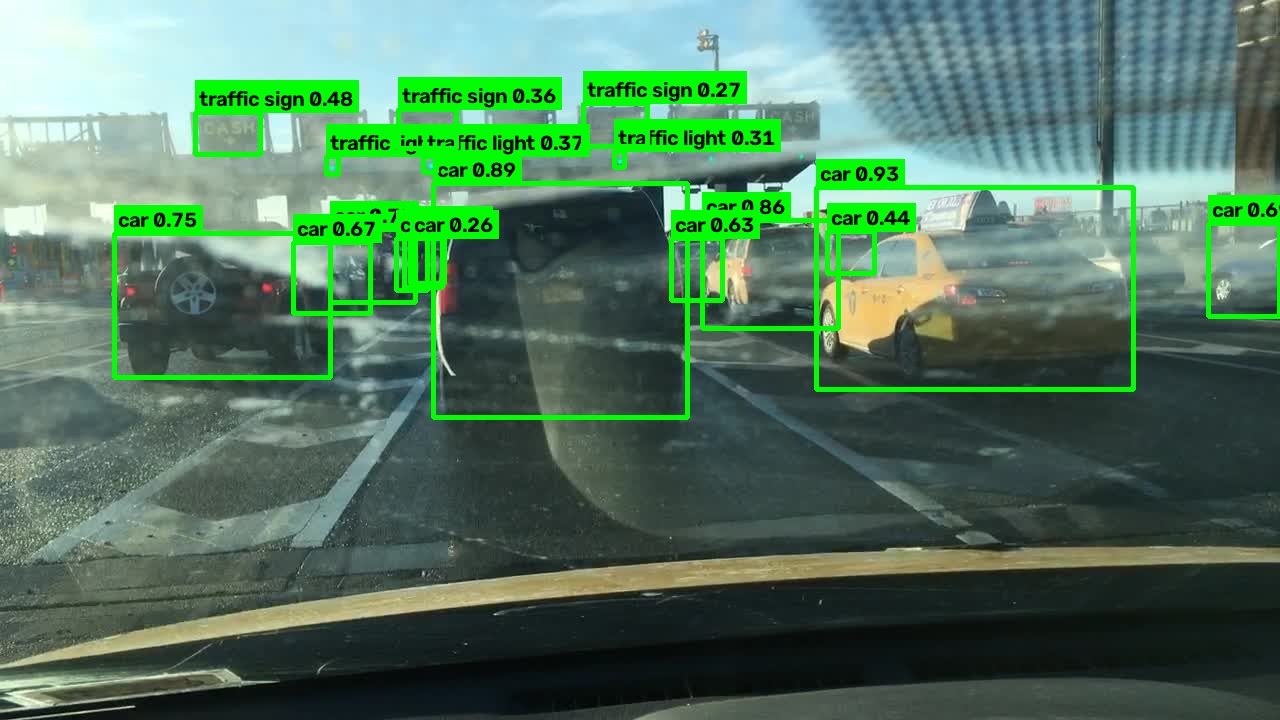 traffic sign 0.48
traffic sign 0.36
traffic sign 0.27
CASH
CASH
traffic light 0.37
traffic light 0.31
car 0.89
car 0.93
car 0.75
car 0.67
car 0.26
car 0.63
0.86
car 0.44